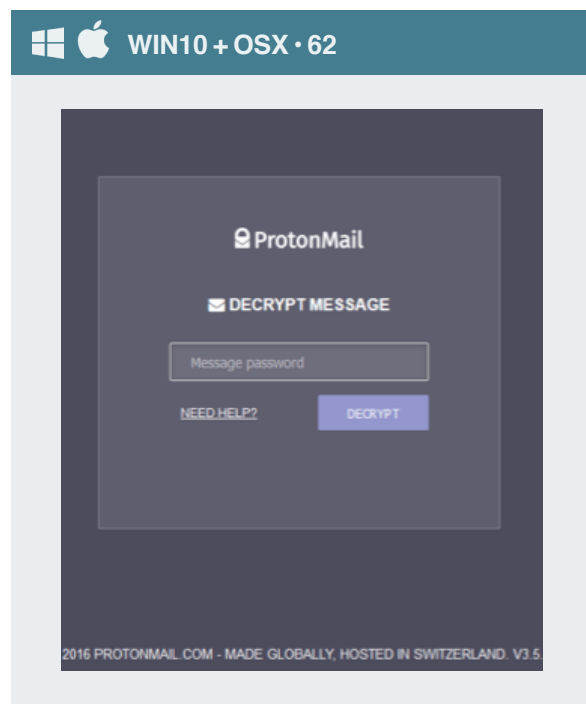 WIN10 + OSX • 62
ProtonMail
DECRYPT MESSAGE
Message password
NEED HELP? DECRYPT
2016 PROTONMAIL.COM - MADE GLOBALLY, HOSTED IN SWITZERLAND. V3.5.